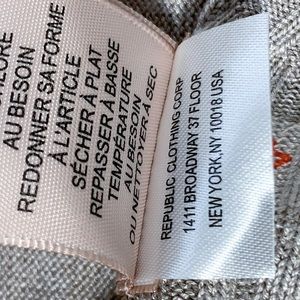 AU BESOIN
REDONNER SA FORME
À L'ARTICLE
SÉCHER À PLAT
REPASSER À BASSE
TEMPÉRATURE
AU BESOIN
OU NETTOYER À SEC
REPUBLIC CLOTHING CORP
1411 BROADWAY 37 FLOOR
NEW YORK,NY 10018 USA